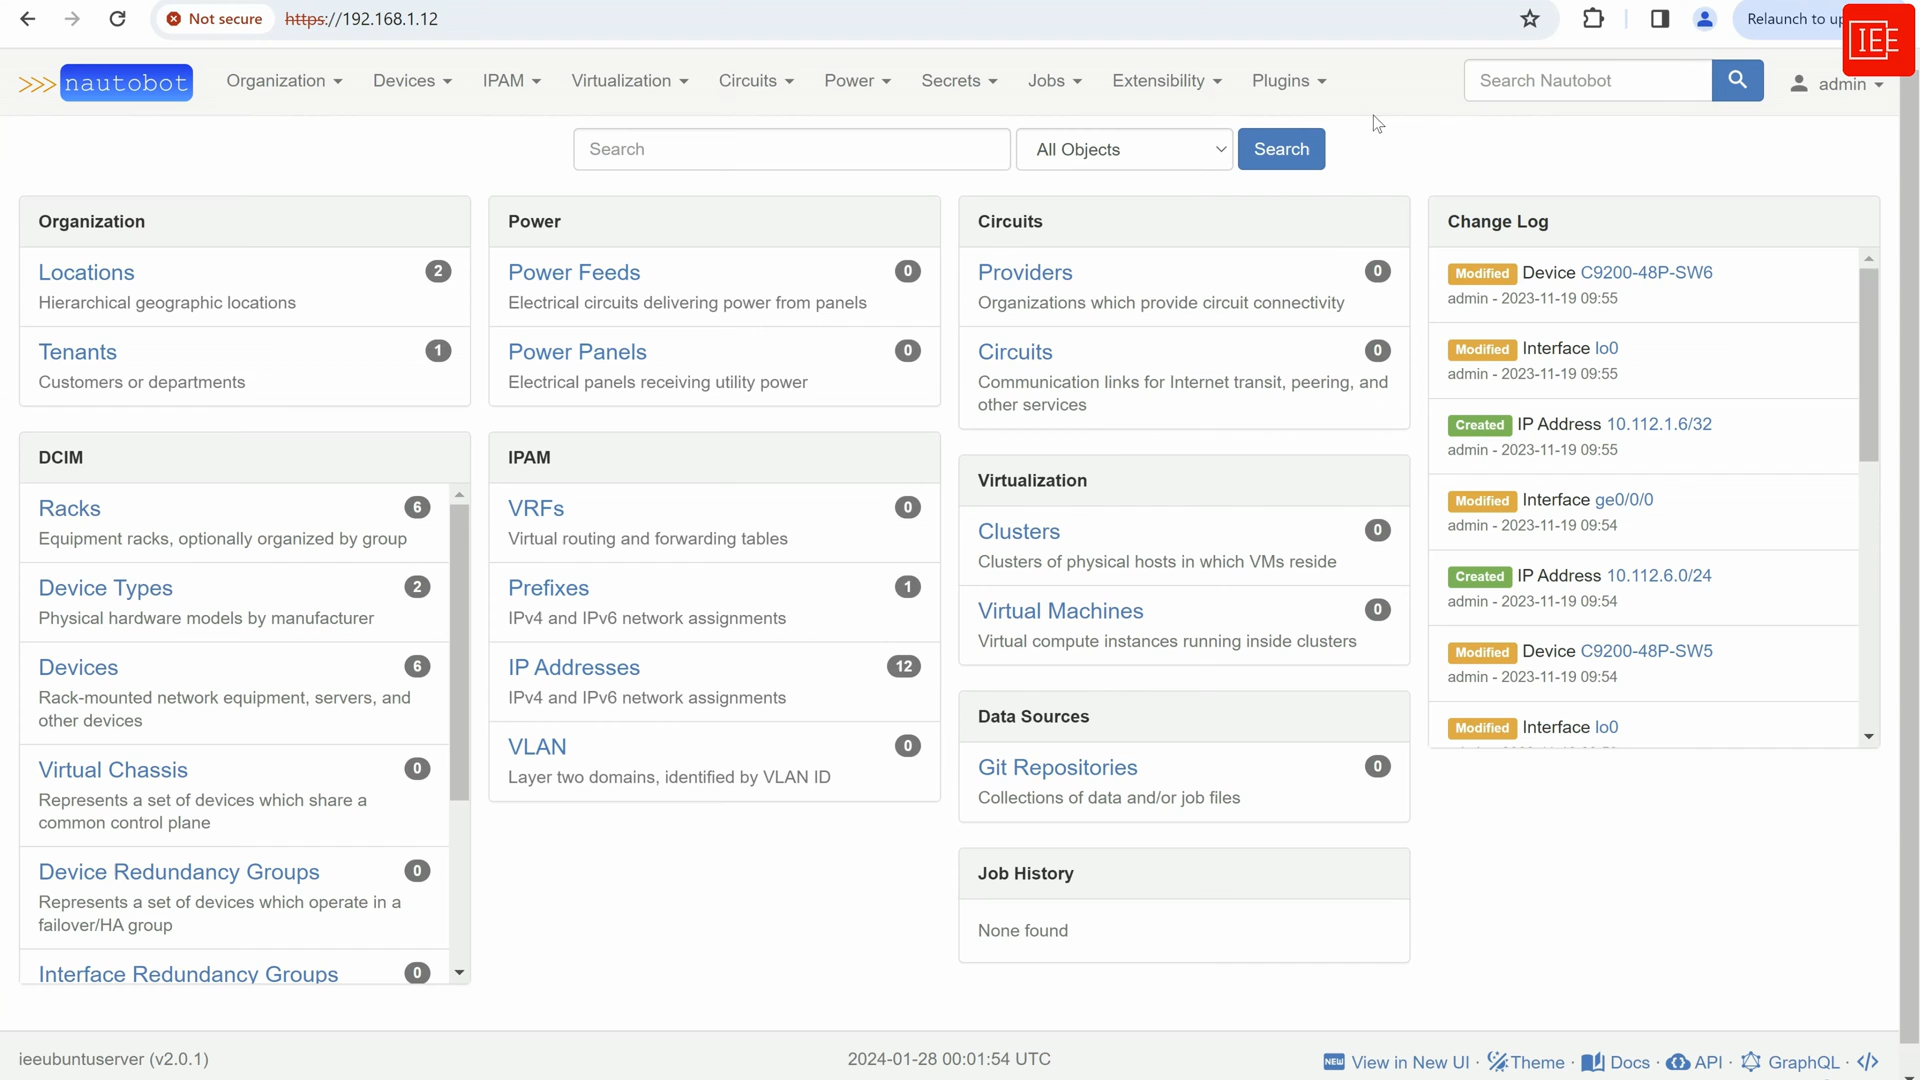 Not secure
https://192.168.1.12
Relaunch to up
IEE
>>> nautobot
Organization
Devices
IPAM
Virtualization
Circuits
Power
Secrets
Jobs
Extensibility
Plugins
Search Nautobot
admin
Search
All Objects
Search
Organization
Locations
2
Hierarchical geographic locations
Tenants
1
Customers or departments
DCIM
Racks
6
Equipment racks, optionally organized by group
Device Types
2
Physical hardware models by manufacturer
Devices
6
Rack-mounted network equipment, servers, and
other devices
Virtual Chassis
0
Represents a set of devices which share a
common control plane
Device Redundancy Groups
0
Represents a set of devices which operate in a
failover/HA group
Interface Redundancy Groups
0
Power
Power Feeds
0
Electrical circuits delivering power from panels
Power Panels
0
Electrical panels receiving utility power
IPAM
VRFs
0
Virtual routing and forwarding tables
Prefixes
1
IPv4 and IPv6 network assignments
IP Addresses
12
IPv4 and IPv6 network assignments
VLAN
0
Layer two domains, identified by VLAN ID
Circuits
Providers
0
Organizations which provide circuit connectivity
Circuits
0
Communication links for Internet transit, peering, and
other services
Virtualization
Clusters
0
Clusters of physical hosts in which VMs reside
Virtual Machines
0
Virtual compute instances running inside clusters
Data Sources
Git Repositories
0
Collections of data and/or job files
Job History
None found
Change Log
Modified Device C9200-48P-SW6
admin - 2023-11-19 09:55
Modified Interface lo0
admin - 2023-11-19 09:55
Created IP Address 10.112.1.6/32
admin - 2023-11-19 09:55
Modified Interface ge0/0/0
admin - 2023-11-19 09:54
Created IP Address 10.112.6.0/24
admin - 2023-11-19 09:54
Modified Device C9200-48P-SW5
admin - 2023-11-19 09:54
Modified Interface lo0
ieeubuntuserver (v2.0.1)
2024-01-28 00:01:54 UTC
NEW View in New UI · Theme · Docs · API · GraphQL · </>